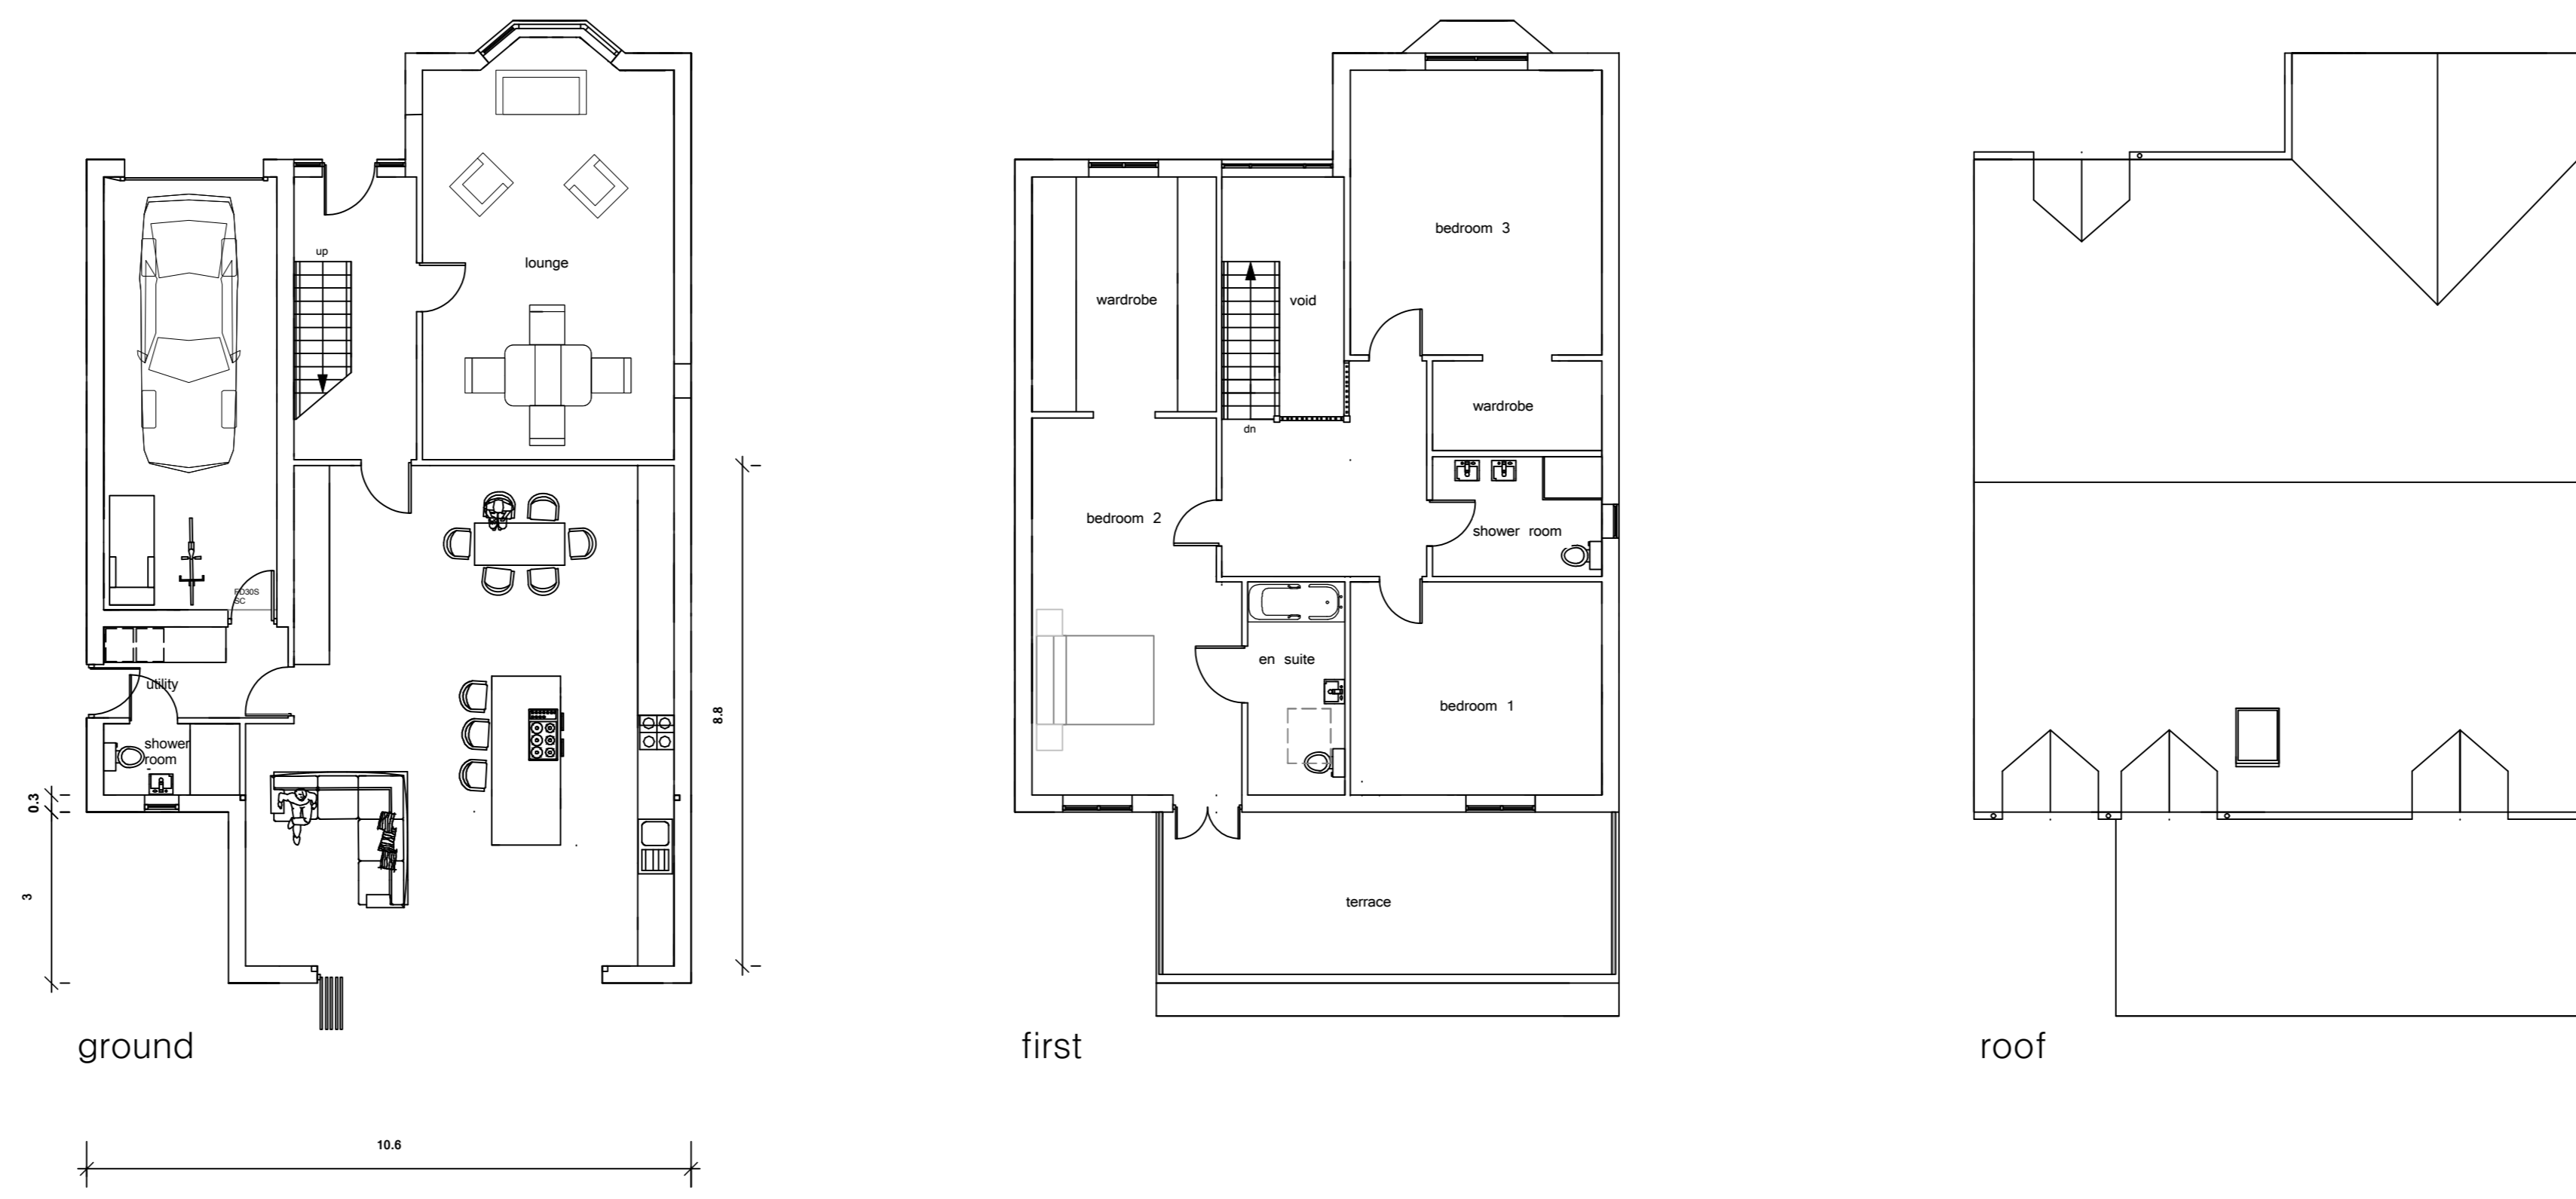 up
lounge
FD30S
SC
utility
shower
room
0.3
3
8.8
ground
10.6
bedroom 3
wardrobe
void
wardrobe
dn
bedroom 2
shower room
en suite
bedroom 1
terrace
first
roof